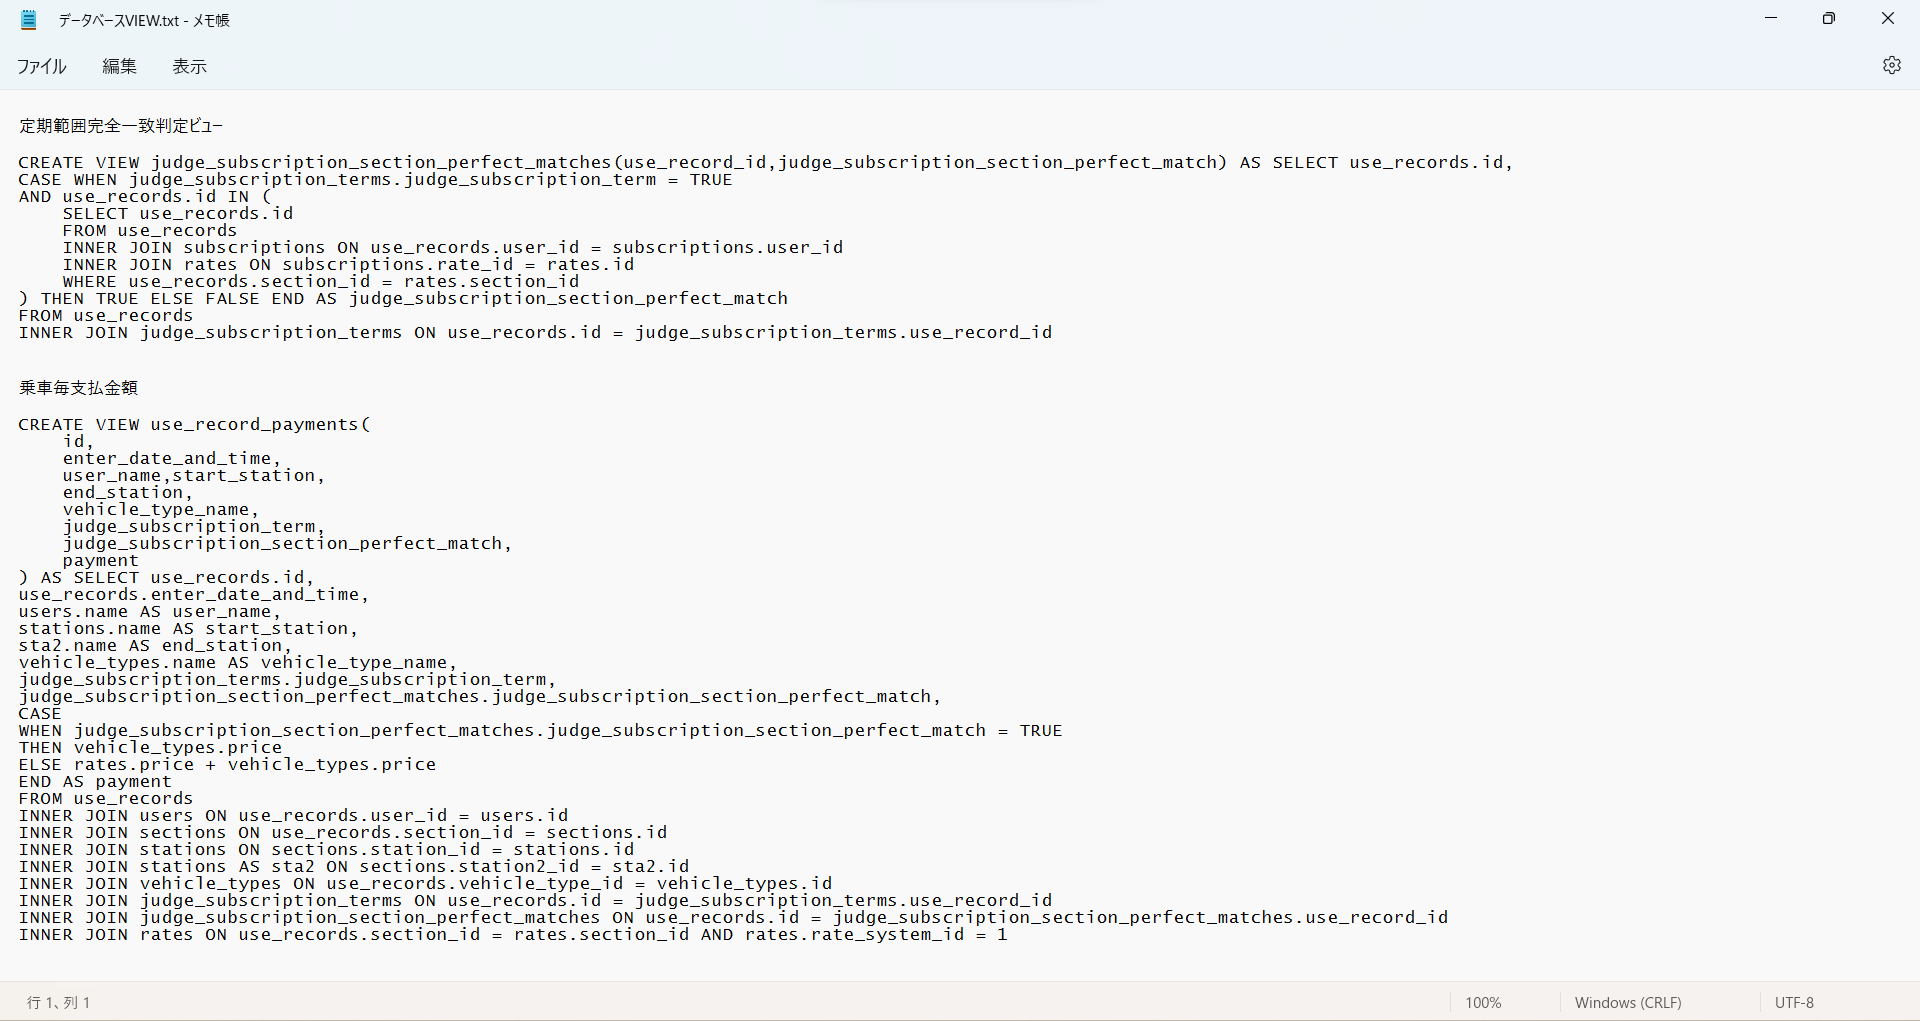 データベースVIEW.txt - メモ帳
ファイル 編集 表示
定期範囲完全一致判定ビュー
CREATE VIEW judge_subscription_section_perfect_matches(use_record_id,judge_subscription_section_perfect_match) AS SELECT use_records.id,
CASE WHEN judge_subscription_terms.judge_subscription_term = TRUE
AND use_records.id IN (
    SELECT use_records.id
    FROM use_records
    INNER JOIN subscriptions ON use_records.user_id = subscriptions.user_id
    INNER JOIN rates ON subscriptions.rate_id = rates.id
    WHERE use_records.section_id = rates.section_id
) THEN TRUE ELSE FALSE END AS judge_subscription_section_perfect_match
FROM use_records
INNER JOIN judge_subscription_terms ON use_records.id = judge_subscription_terms.use_record_id
乗車毎支払金額
CREATE VIEW use_record_payments(
    id,
    enter_date_and_time,
    user_name,start_station,
    end_station,
    vehicle_type_name,
    judge_subscription_term,
    judge_subscription_section_perfect_match,
    payment
) AS SELECT use_records.id,
use_records.enter_date_and_time,
users.name AS user_name,
stations.name AS start_station,
sta2.name AS end_station,
vehicle_types.name AS vehicle_type_name,
judge_subscription_terms.judge_subscription_term,
judge_subscription_section_perfect_matches.judge_subscription_section_perfect_match,
CASE
WHEN judge_subscription_section_perfect_matches.judge_subscription_section_perfect_match = TRUE
THEN vehicle_types.price
ELSE rates.price + vehicle_types.price
END AS payment
FROM use_records
INNER JOIN users ON use_records.user_id = users.id
INNER JOIN sections ON use_records.section_id = sections.id
INNER JOIN stations ON sections.station_id = stations.id
INNER JOIN stations AS sta2 ON sections.station2_id = sta2.id
INNER JOIN vehicle_types ON use_records.vehicle_type_id = vehicle_types.id
INNER JOIN judge_subscription_terms ON use_records.id = judge_subscription_terms.use_record_id
INNER JOIN judge_subscription_section_perfect_matches ON use_records.id = judge_subscription_section_perfect_matches.use_record_id
INNER JOIN rates ON use_records.section_id = rates.section_id AND rates.rate_system_id = 1
行 1、列 1 100% Windows (CRLF) UTF-8